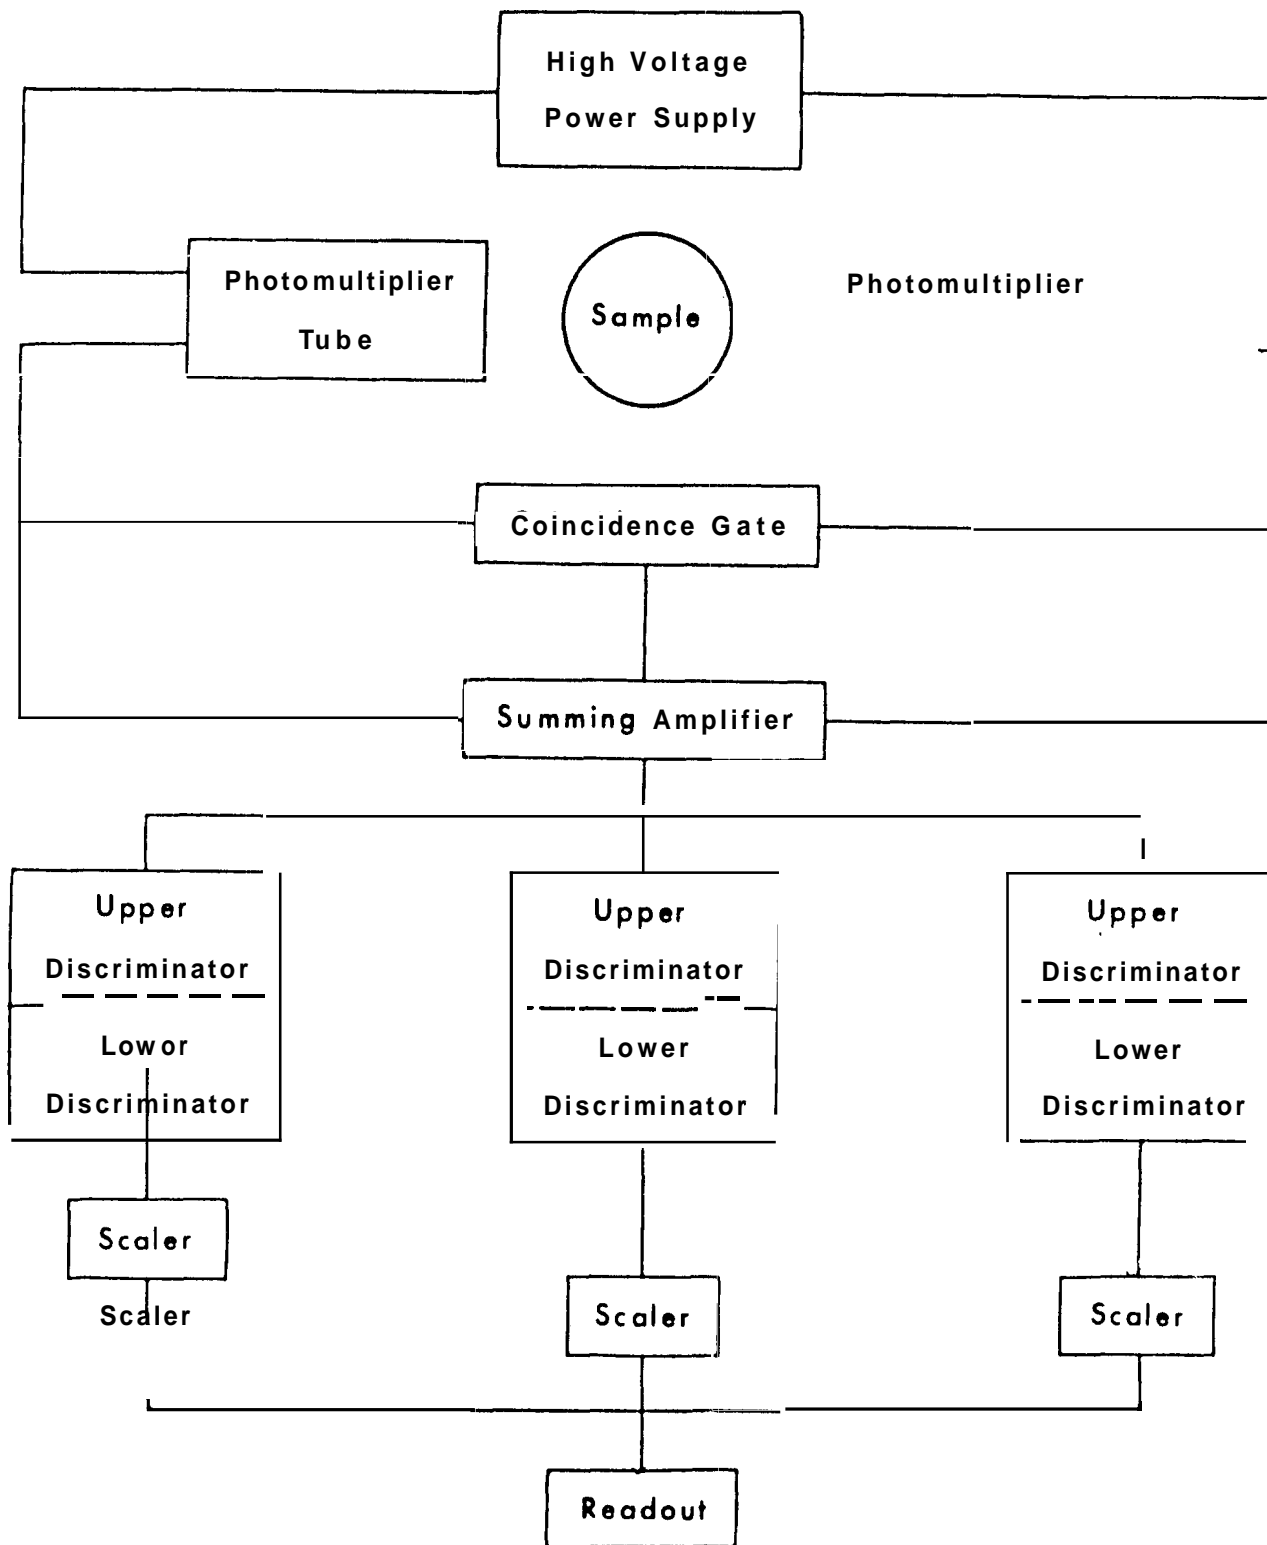 High Voltage
Power Supply
Photomultiplier
Tube
Sample
Photomultiplier
Coincidence Gate
Summing Amplifier
Upper
Discriminator
Lowor
Discriminator
Upper
Discriminator
Lower
Discriminator
Upper
Discriminator
Lower
Discriminator
Scaler
Scaler
Scaler
Scaler
Readout